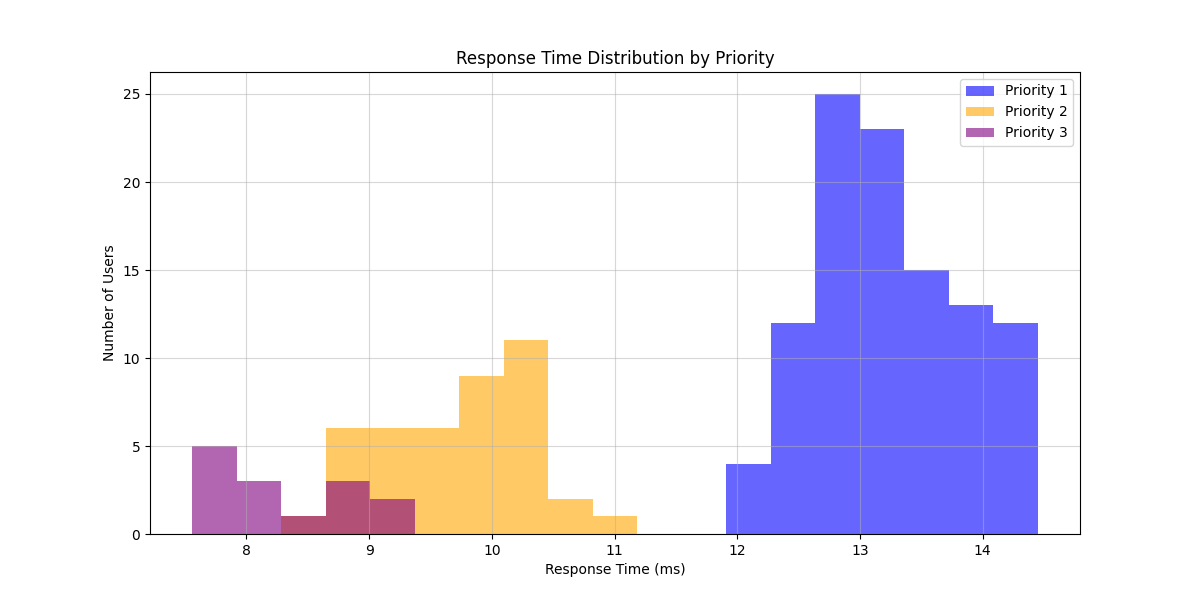 Response Time Distribution by Priority
Priority 1
Priority 2
Priority 3
Number of Users
25
20
15
10
5
0
8 9 10 11 12 13 14
Response Time (ms)